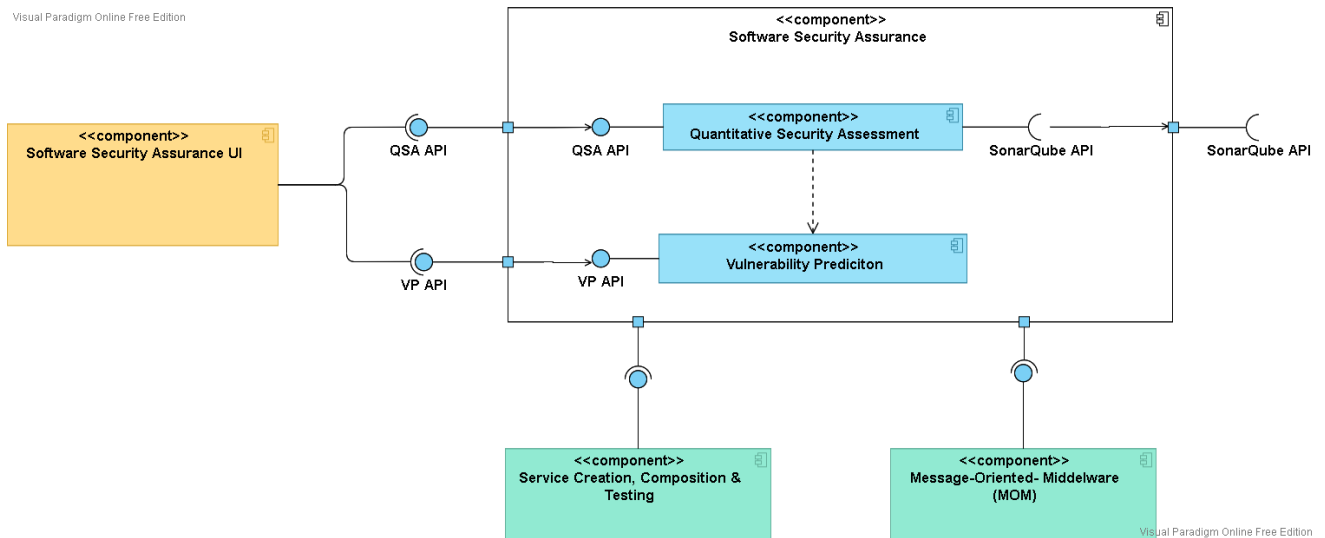 Visual Paradigm Online Free Edition
<<component>>
Software Security Assurance
<<component>>
Software Security Assurance UI
QSA API
QSA API
<<component>>
Quantitative Security Assessment
SonarQube API
SonarQube API
VP API
VP API
<<component>>
Vulnerability Prediciton
<<component>>
Service Creation, Composition &
Testing
<<component>>
Message-Oriented- Middelware
(MOM)
Visual Paradigm Online Free Edition